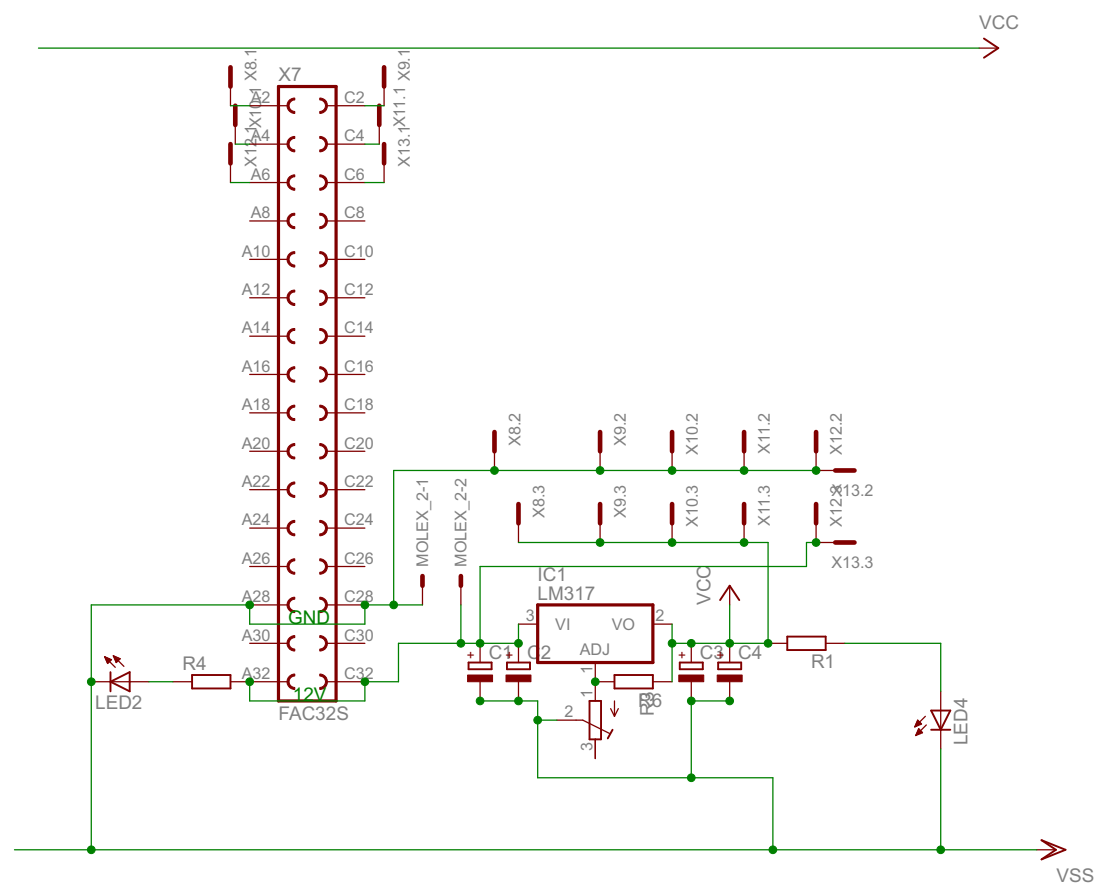 VCC
X8.1
X9.1
X7
A2
C2
X10.1
X11.1
A4
C4
X12.1
X13.1
A6
C6
A8
C8
A10
C10
A12
C12
A14
C14
A16
C16
A18
C18
X8.2
X9.2
X10.2
X11.2
X12.2
A20
C20
X13.2
A22
C22
MOLEX_2-1
MOLEX_2-2
X8.3
X9.3
X10.3
X11.3
X12.3
A24
C24
X13.3
A26
C26
IC1
LM317
VCC
A28
C28
GND
3
VI
VO
2
A30
C30
ADJ
C1
C2
C3
C4
R1
R4
A32
C32
1
12V
LED2
FAC32S
1
R6
2
3
LED4
VSS